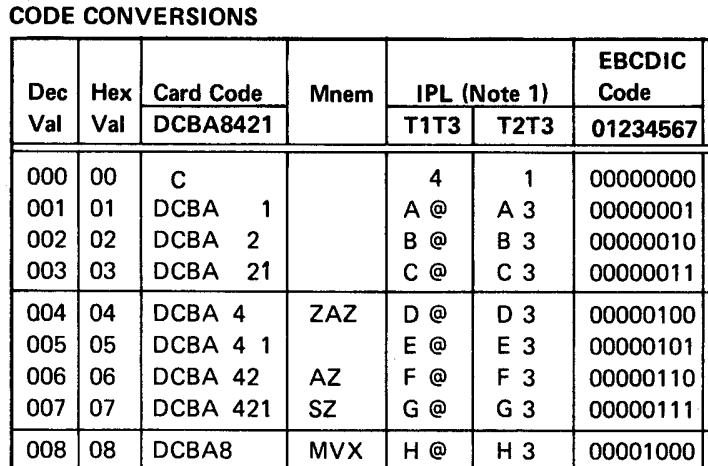 CODE CONVERSIONS
Dec Val Hex Val Card Code DCBA8421 Mnem IPL (Note 1) T1T3 T2T3 EBCDIC Code 01234567
000 00 C 4 1 00000000
001 01 DCBA 1 A @ A 3 00000001
002 02 DCBA 2 B @ B 3 00000010
003 03 DCBA 21 C @ C 3 00000011
004 04 DCBA 4 ZAZ D @ D 3 00000100
005 05 DCBA 4 1 E @ E 3 00000101
006 06 DCBA 42 AZ F @ F 3 00000110
007 07 DCBA 421 SZ G @ G 3 00000111
008 08 DCBA8 MVX H @ H 3 00001000